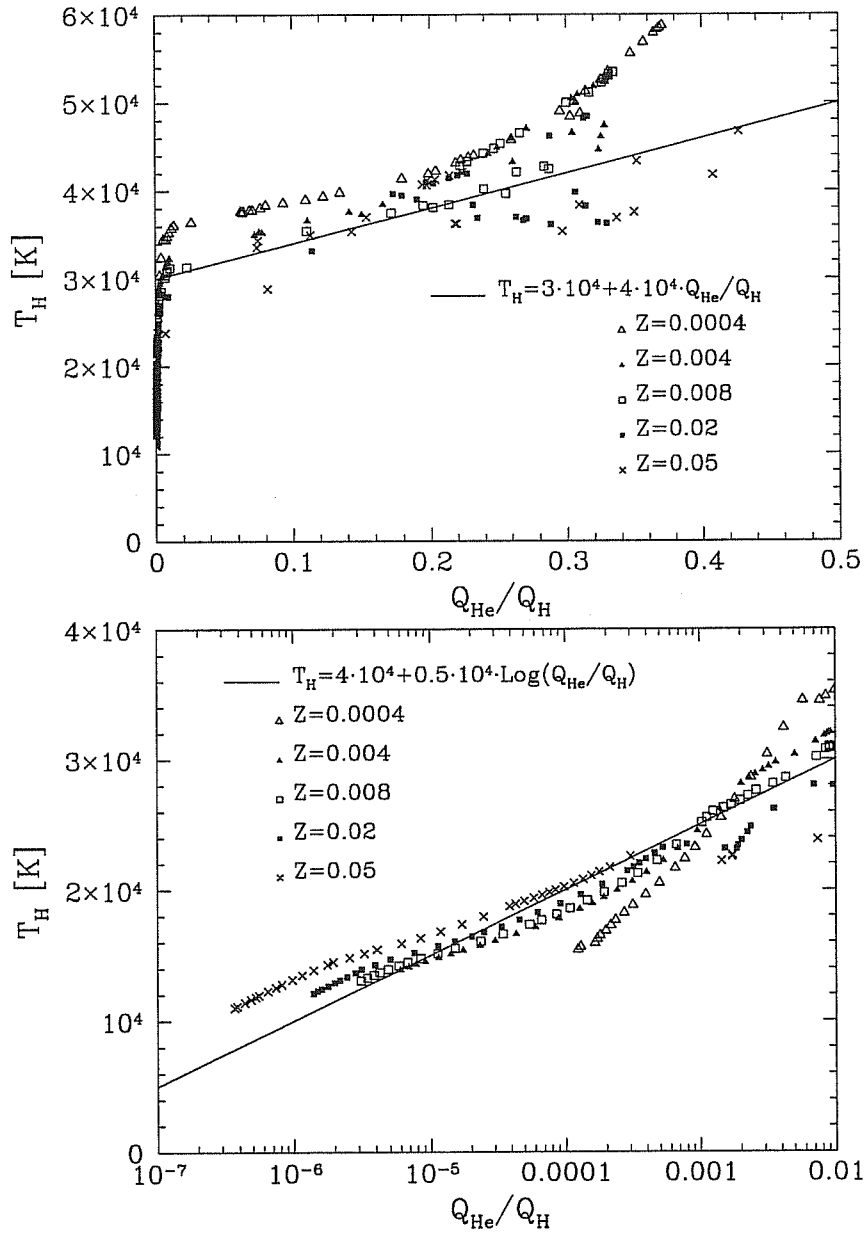 6×10⁴
5×10⁴
4×10⁴
3×10⁴
2×10⁴
10⁴
0
T_H [K]
T_H=3·10⁴+4·10⁴·Q_He/Q_H
Z=0.0004
Z=0.004
Z=0.008
Z=0.02
Z=0.05
0 0.1 0.2 0.3 0.4 0.5
Q_He/Q_H
4×10⁴
3×10⁴
2×10⁴
10⁴
0
T_H [K]
T_H=4·10⁴+0.5·10⁴·Log(Q_He/Q_H)
Z=0.0004
Z=0.004
Z=0.008
Z=0.02
Z=0.05
10⁻⁷ 10⁻⁶ 10⁻⁵ 0.0001 0.001 0.01
Q_He/Q_H